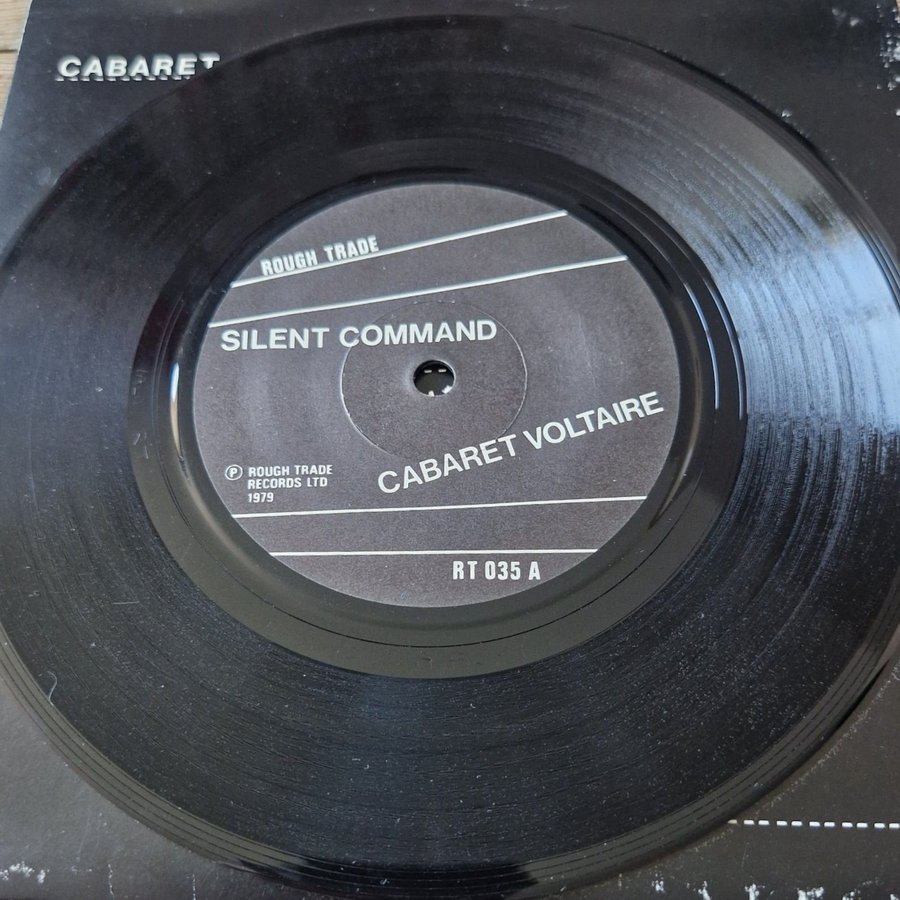 CABARET
ROUGH TRADE
SILENT COMMAND
CABARET VOLTAIRE
Ⓟ ROUGH TRADE
RECORDS LTD
1979
RT 035 A